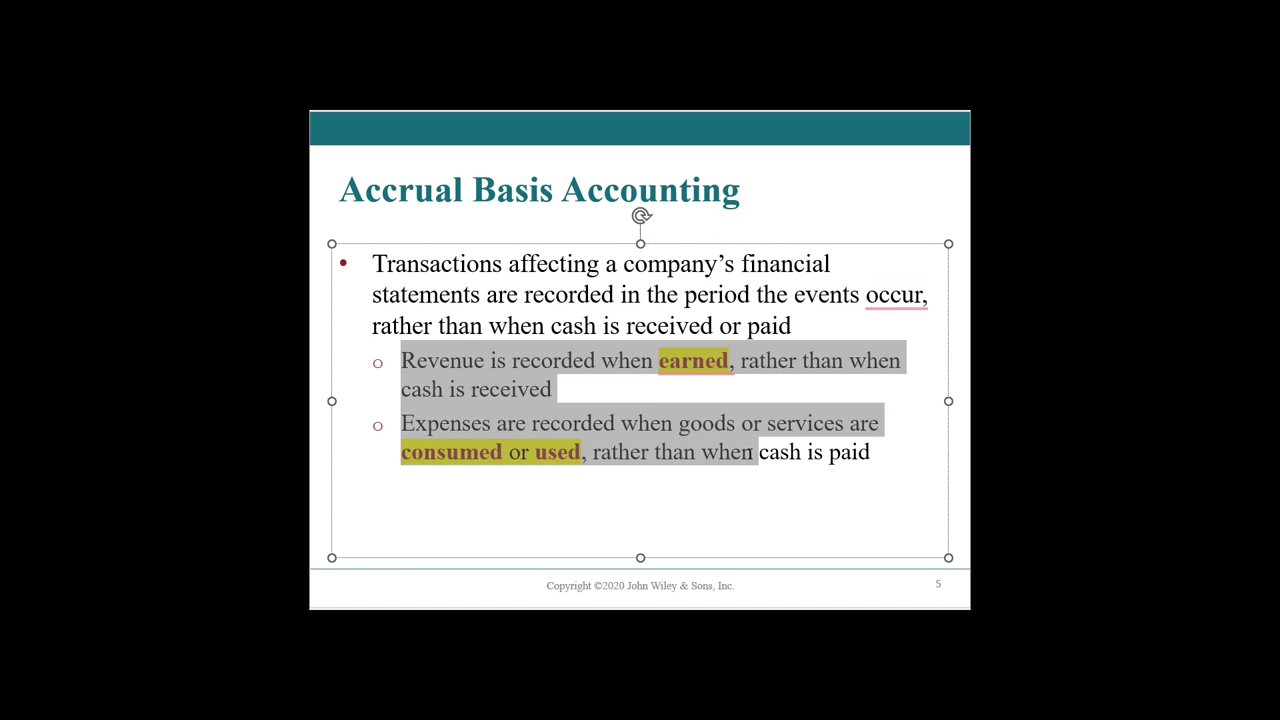 Accrual Basis Accounting
• Transactions affecting a company’s financial
statements are recorded in the period the events occur,
rather than when cash is received or paid
o Revenue is recorded when earned, rather than when
cash is received
o Expenses are recorded when goods or services are
consumed or used, rather than when cash is paid
Copyright ©2020 John Wiley & Sons, Inc.
5